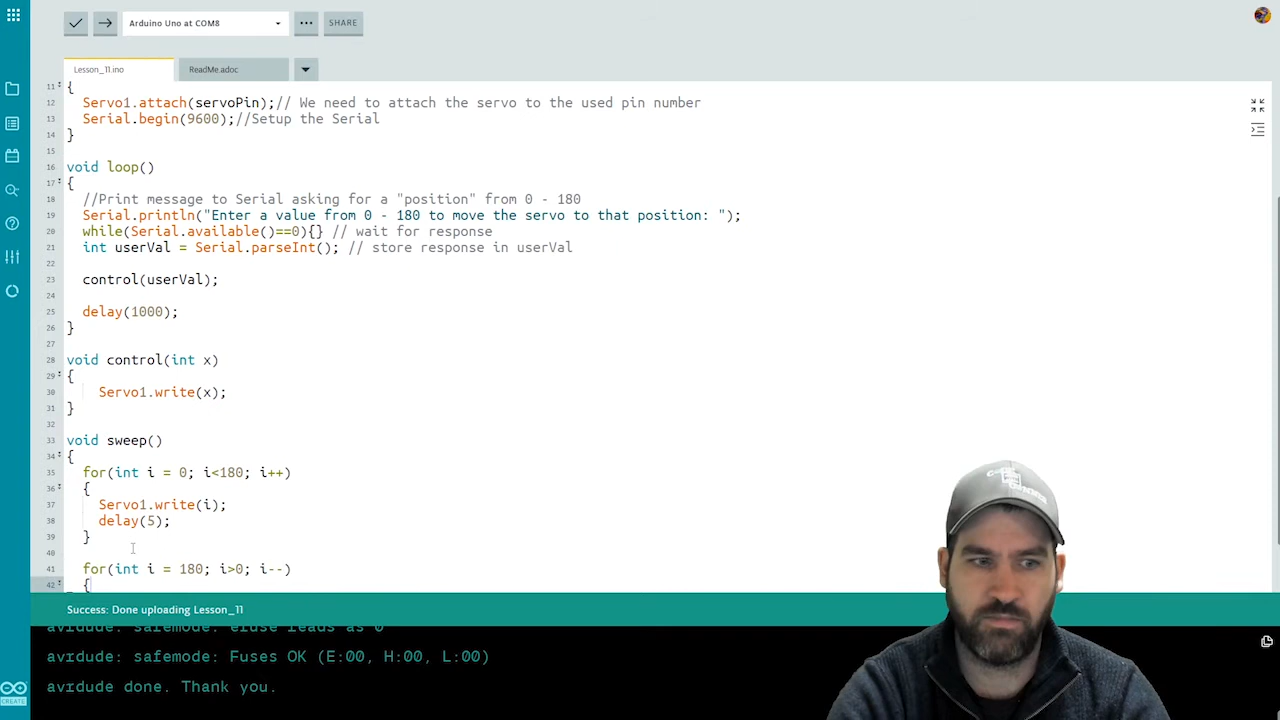 Arduino Uno at COM8
SHARE
Lesson_11.ino
ReadMe.adoc
11 {
12 Servo1.attach(servoPin);// We need to attach the servo to the used pin number
13 Serial.begin(9600);//Setup the Serial
14 }
15
16 void loop()
17 {
18 //Print message to Serial asking for a "position" from 0 - 180
19 Serial.println("Enter a value from 0 - 180 to move the servo to that position: ");
20 while(Serial.available()==0){} // wait for response
21 int userVal = Serial.parseInt(); // store response in userVal
22
23 control(userVal);
24
25 delay(1000);
26 }
27
28 void control(int x)
29 {
30 Servo1.write(x);
31 }
32
33 void sweep()
34 {
35 for(int i = 0; i<180; i++)
36 {
37 Servo1.write(i);
38 delay(5);
39 }
40
41 for(int i = 180; i>0; i--)
42 {
Success: Done uploading Lesson_11
avrdude: safemode: efuse reads as 0
avrdude: safemode: Fuses OK (E:00, H:00, L:00)
avrdude done. Thank you.
CREATE